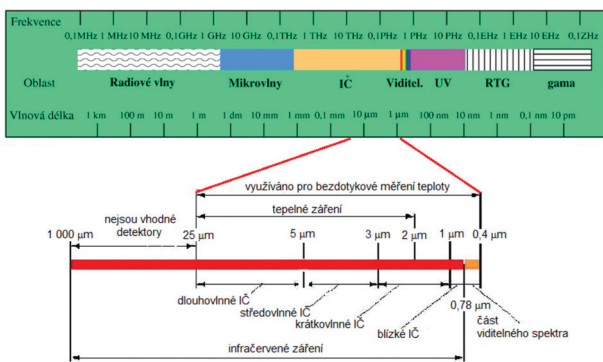 Frekvence
0,1MHz 1 MHz 10 MHz 0,1GHz 1 GHz 10 GHz 0,1THz 1 THz 10 THz 0,1PHz 1 PHz 10 PHz 0,1EHz 1 EHz 10 EHz 0,1ZHz
Oblast Radiové vlny Mikrovlny IČ Viditel. UV RTG gama
Vlnová délka 1 km 100 m 10 m 1 m 1 dm 10 mm 1 mm 0,1 mm 10 µm 1µm 100 nm 10 nm 1 nm 0,1 nm 10 pm
využíváno pro bezdotykové měření teploty
nejsou vhodné
detektory
tepelné záření
1 000 µm 25 µm 5 µm 3 µm 2 µm 1 µm 0,4 µm
0,78 µm
dlouhovlnné IČ
středovlnné IČ
krátkovlnné IČ
blízké IČ
část
viditelného spektra
infračervené záření